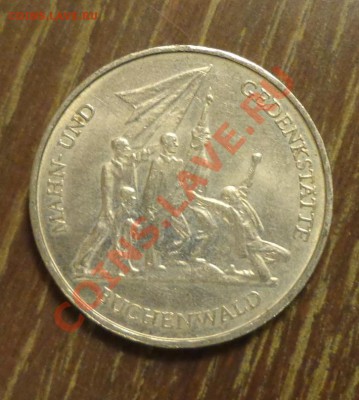 MAHN- UND
GEDENKSTÄTTE
BUCHENWALD
COINS.LAVE.RU